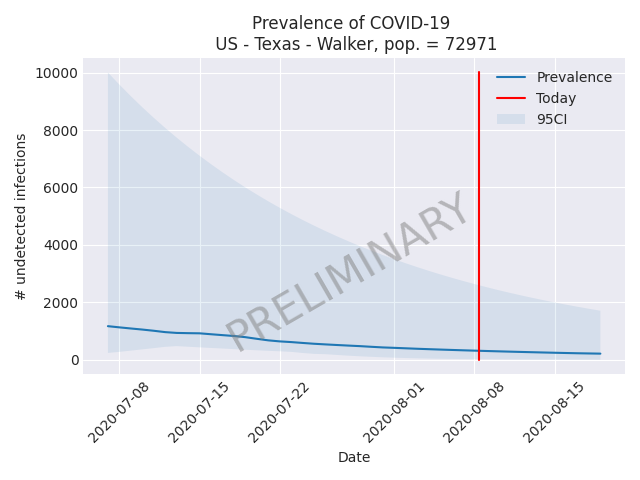 Prevalence of COVID-19
US - Texas - Walker, pop. = 72971
# undetected infections
10000
8000
6000
4000
2000
0
Prevalence
Today
95CI
PRELIMINARY
2020-07-08
2020-07-15
2020-07-22
2020-08-01
2020-08-08
2020-08-15
Date